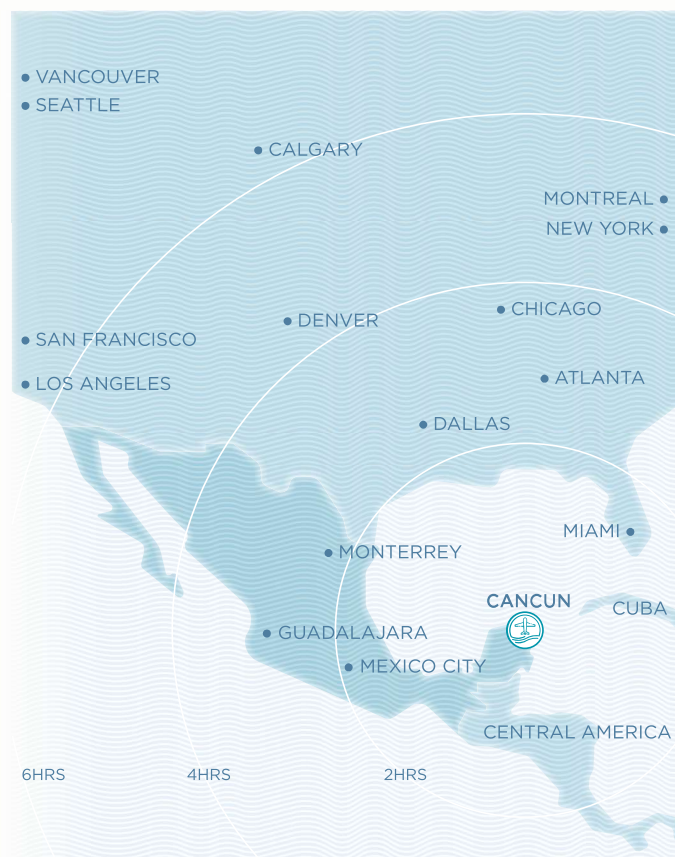 VANCOUVER
SEATTLE
CALGARY
MONTREAL
NEW YORK
CHICAGO
DENVER
SAN FRANCISCO
ATLANTA
LOS ANGELES
DALLAS
MIAMI
MONTERREY
CANCUN
CUBA
GUADALAJARA
MEXICO CITY
CENTRAL AMERICA
6HRS
4HRS
2HRS